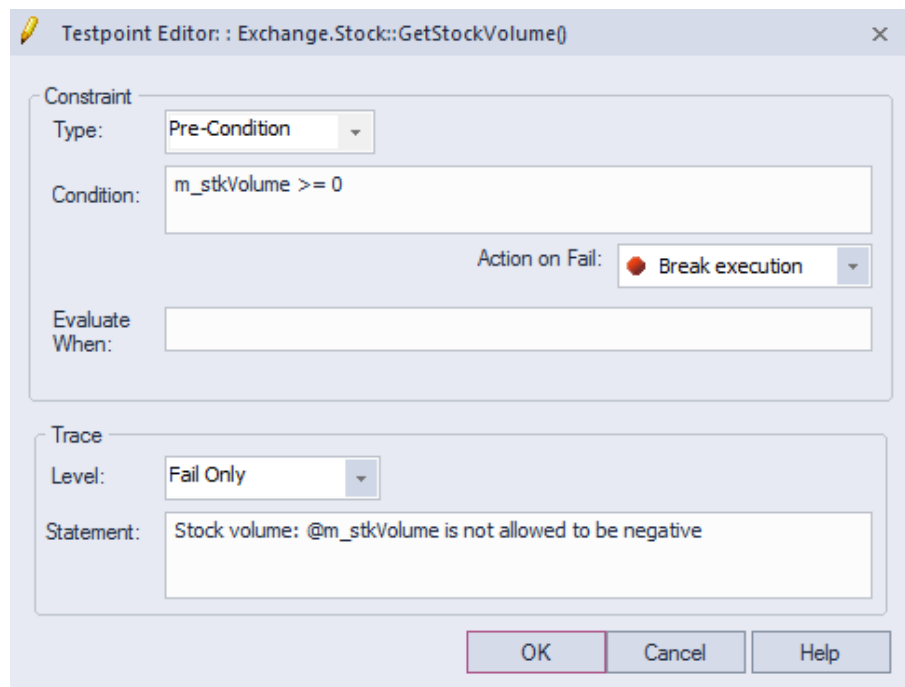 Testpoint Editor: : Exchange.Stock::GetStockVolume()
Constraint
Type: Pre-Condition
Condition: m_stkVolume >= 0
Action on Fail: Break execution
Evaluate
When:
Trace
Level: Fail Only
Statement: Stock volume: @m_stkVolume is not allowed to be negative
OK Cancel Help